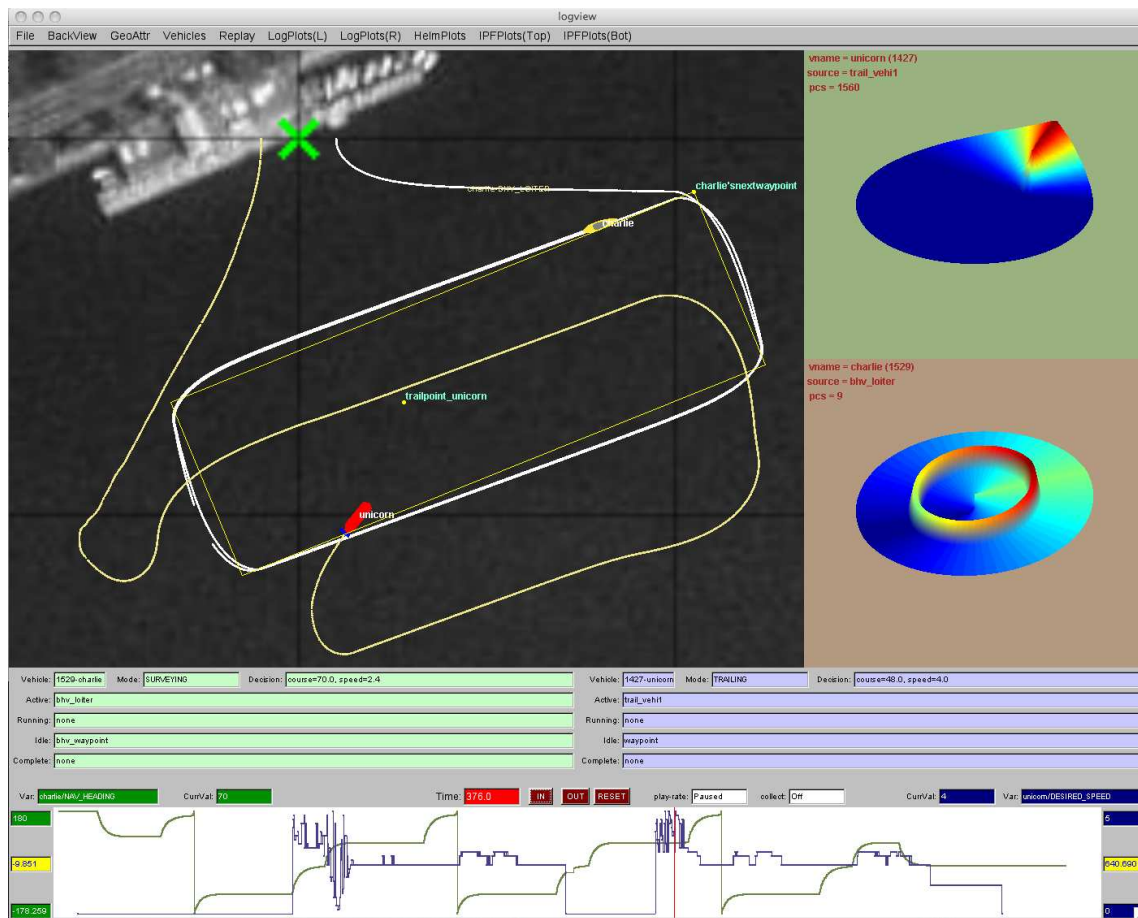 logview
File BackView GeoAttr Vehicles Replay LogPlots(L) LogPlots(R) HelmPlots IPFPlots(Top) IPFPlots(Bot)
vname = unicorn (1427)
source = trail_vehi1
pcs = 1560
charlie'snextwaypoint
charlie
trailpoint_unicorn
unicorn
vname = charlie (1529)
source = bhv_loiter
pcs = 9
Vehicle: 1529-charlie Mode: SURVEYING Decision: course=70.0, speed=2.4
Active: bhv_loiter
Running: none
Idle: bhv_waypoint
Complete: none
Vehicle: 1427-unicorn Mode: TRAILING Decision: course=48.0, speed=4.0
Active: trail_vehi1
Running: none
Idle: waypoint
Complete: none
Var: charlie/NAV_HEADING CurrVal: 70 Time: 376.0 IN OUT RESET play-rate: Paused collect: Off CurrVal: 4 Var: unicorn/DESIRED_SPEED
180
-9.851
-178.259
5
640.690
0